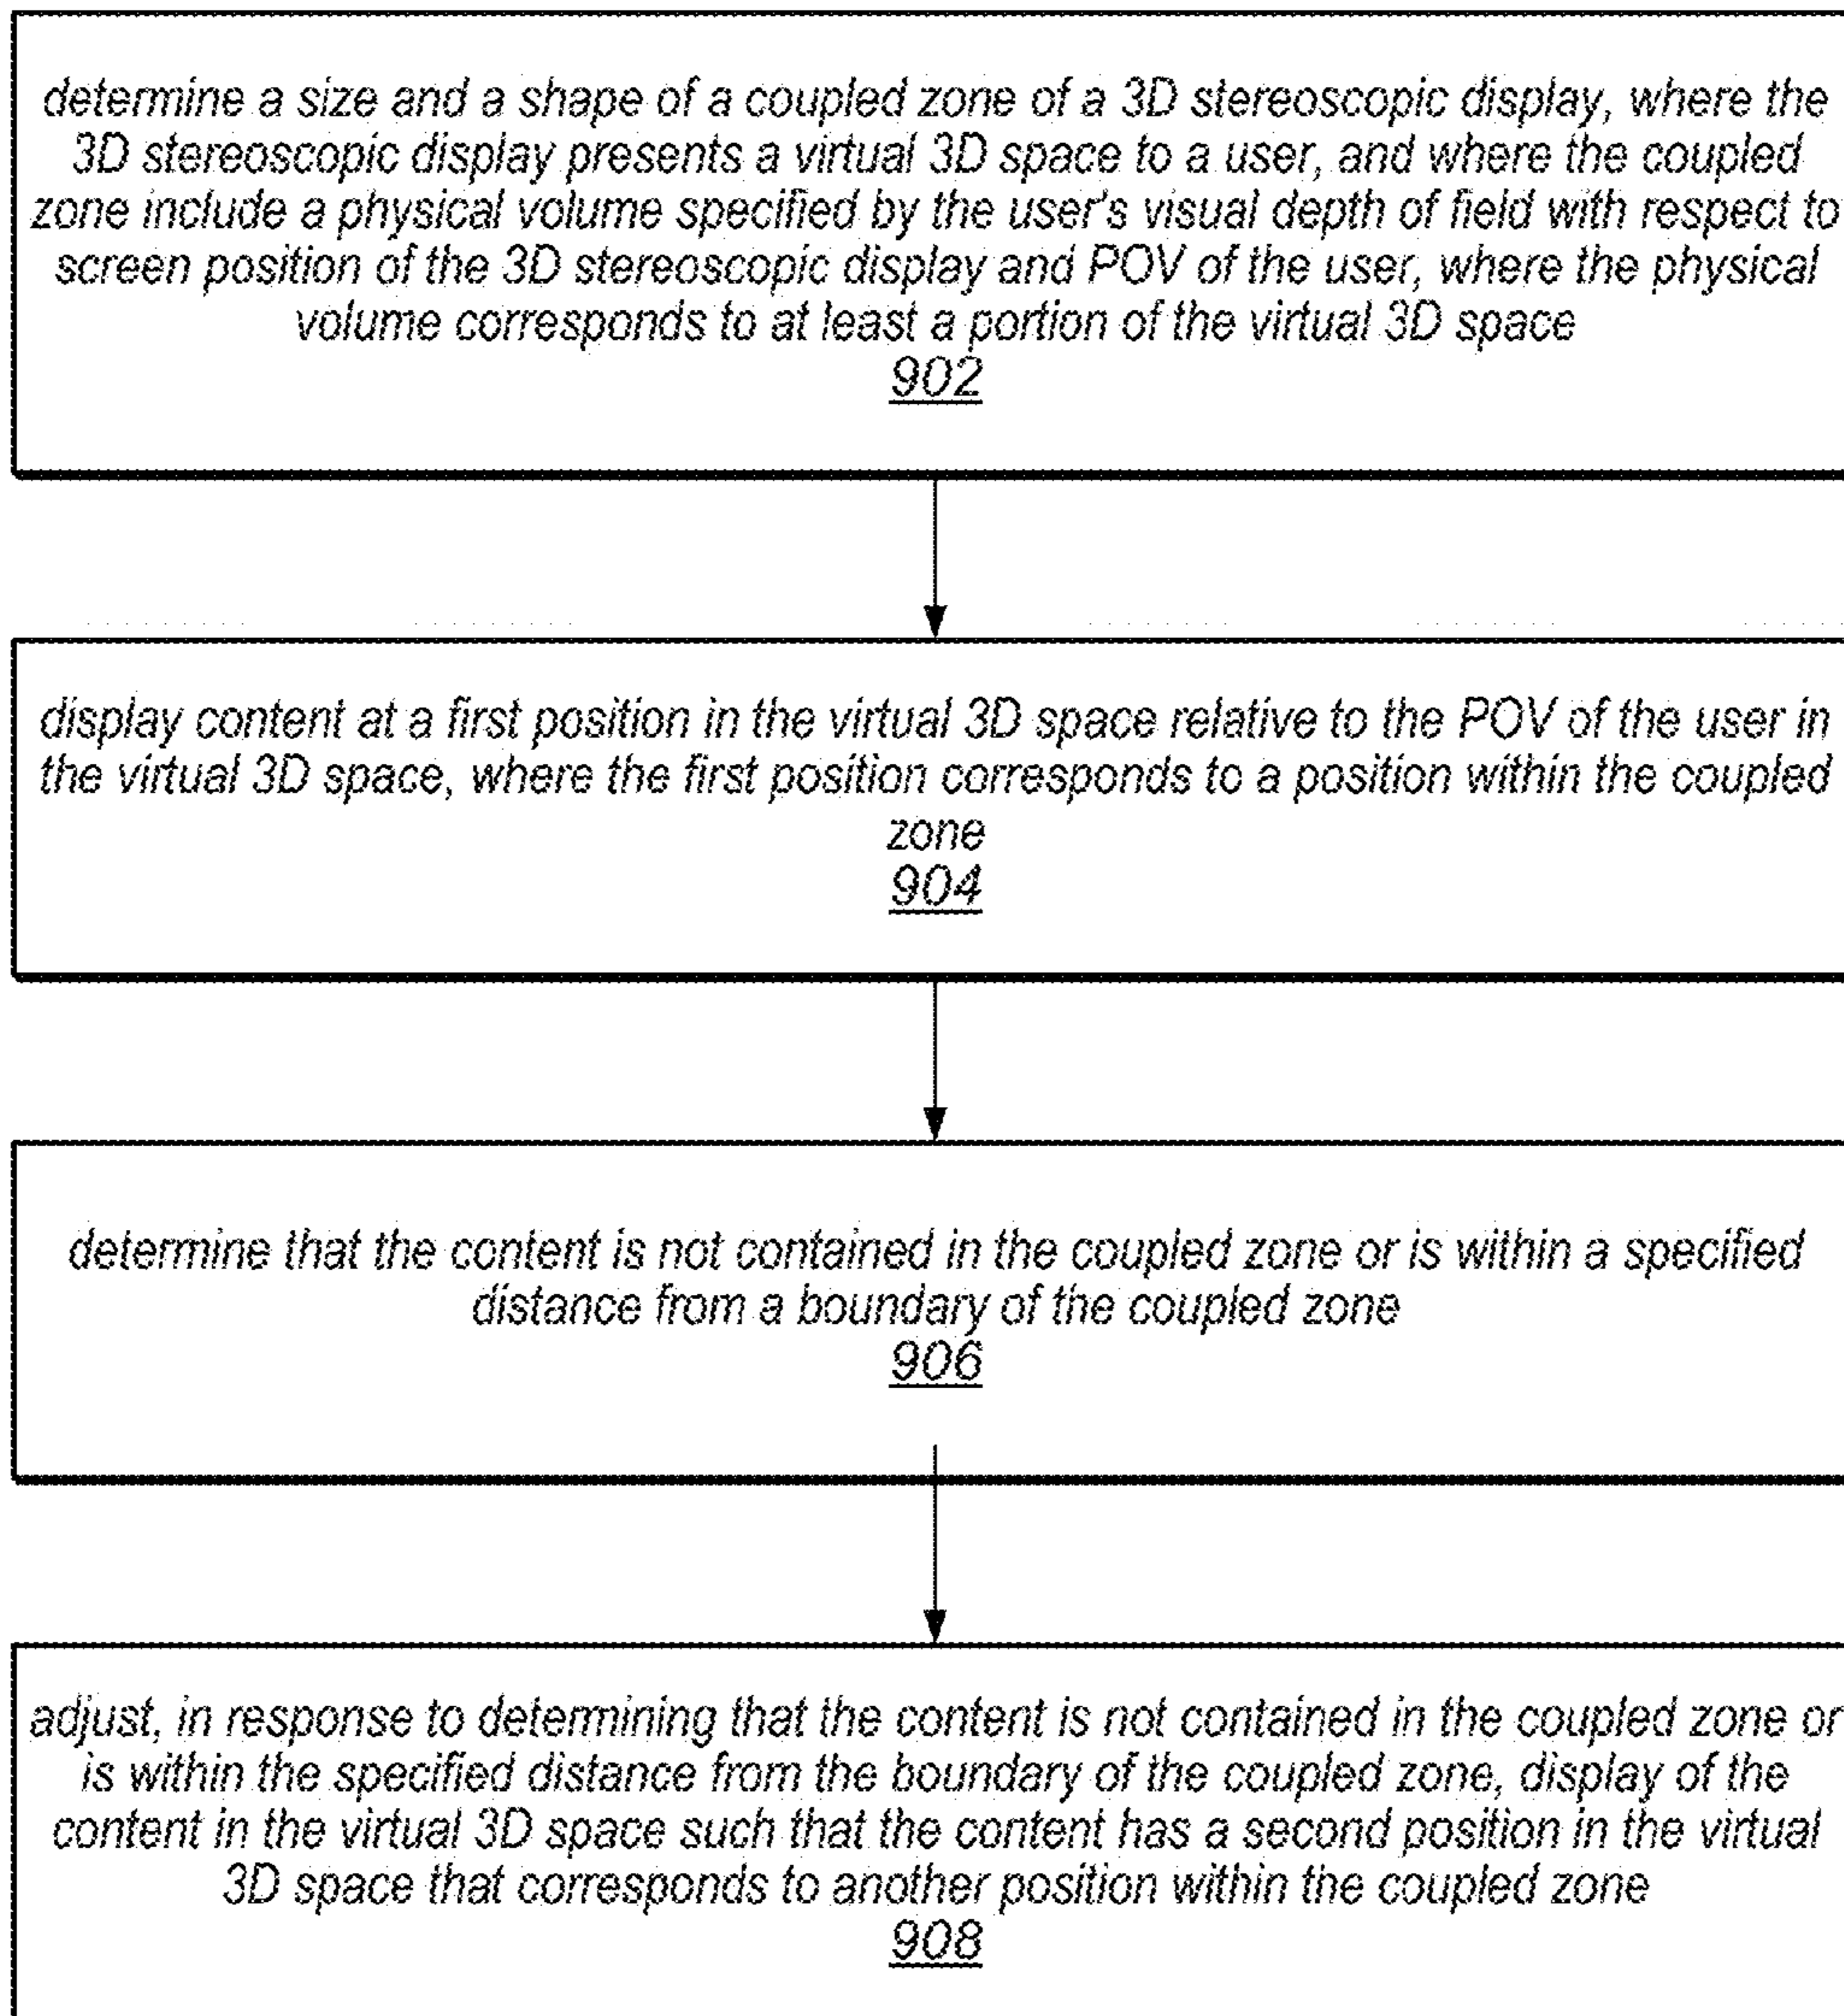 determine a size and a shape of a coupled zone of a 3D stereoscopic display, where the
3D stereoscopic display presents a virtual 3D space to a user, and where the coupled
zone include a physical volume specified by the user's visual depth of field with respect to
screen position of the 3D stereoscopic display and POV of the user, where the physical
volume corresponds to at least a portion of the virtual 3D space
902
display content at a first position in the virtual 3D space relative to the POV of the user in
the virtual 3D space, where the first position corresponds to a position within the coupled
zone
904
determine that the content is not contained in the coupled zone or is within a specified
distance from a boundary of the coupled zone
906
adjust, in response to determining that the content is not contained in the coupled zone or
is within the specified distance from the boundary of the coupled zone, display of the
content in the virtual 3D space such that the content has a second position in the virtual
3D space that corresponds to another position within the coupled zone
908